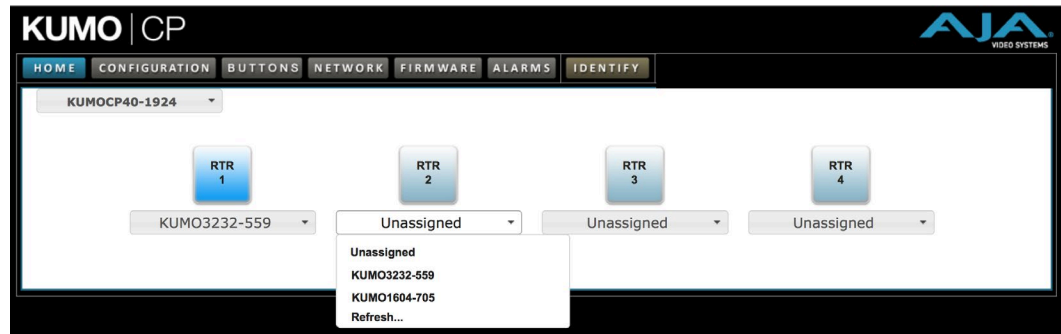 KUMO | CP
AJA
VIDEO SYSTEMS
HOME CONFIGURATION BUTTONS NETWORK FIRMWARE ALARMS IDENTIFY
KUMOCP40-1924
RTR 1 RTR 2 RTR 3 RTR 4
KUMO3232-559 Unassigned Unassigned Unassigned
Unassigned
KUMO3232-559
KUMO1604-705
Refresh...